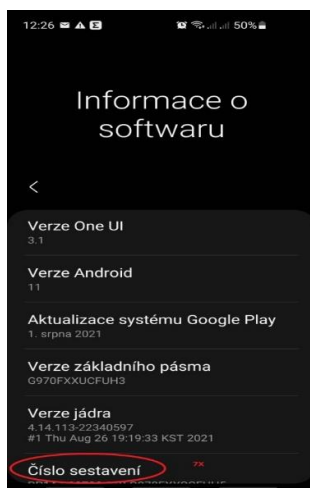 12:26 50%
Informace o
softwaru
Verze One UI
3.1
Verze Android
11
Aktualizace systému Google Play
1. srpna 2021
Verze základního pásma
G970FXXUCFUH3
Verze jádra
4.14.113-22340597
#1 Thu Aug 26 19:19:33 KST 2021
Číslo sestavení 7x